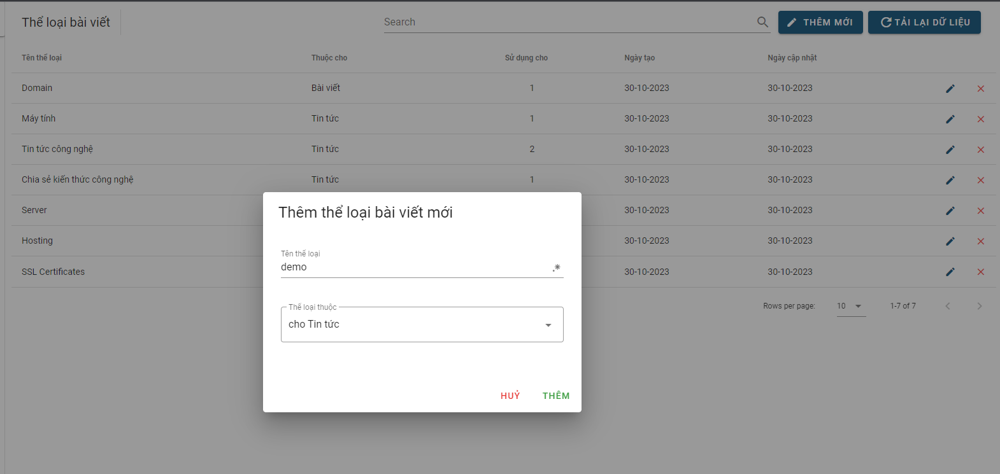 Thể loại bài viết
Search
THÊM MỚI
TẢI LẠI DỮ LIỆU
Tên thể loại Thuộc cho Sử dụng cho Ngày tạo Ngày cập nhật
Domain Bài viết 1 30-10-2023 30-10-2023
Máy tính Tin tức 1 30-10-2023 30-10-2023
Tin tức công nghệ Tin tức 2 30-10-2023 30-10-2023
Chia sẻ kiến thức công nghệ Tin tức 1 30-10-2023 30-10-2023
Server 30-10-2023 30-10-2023
Hosting 30-10-2023 30-10-2023
SSL Certificates 30-10-2023 30-10-2023
Rows per page: 10 1-7 of 7
Thêm thể loại bài viết mới
Tên thể loại
demo .*
Thể loại thuộc
cho Tin tức
HUỶ THÊM